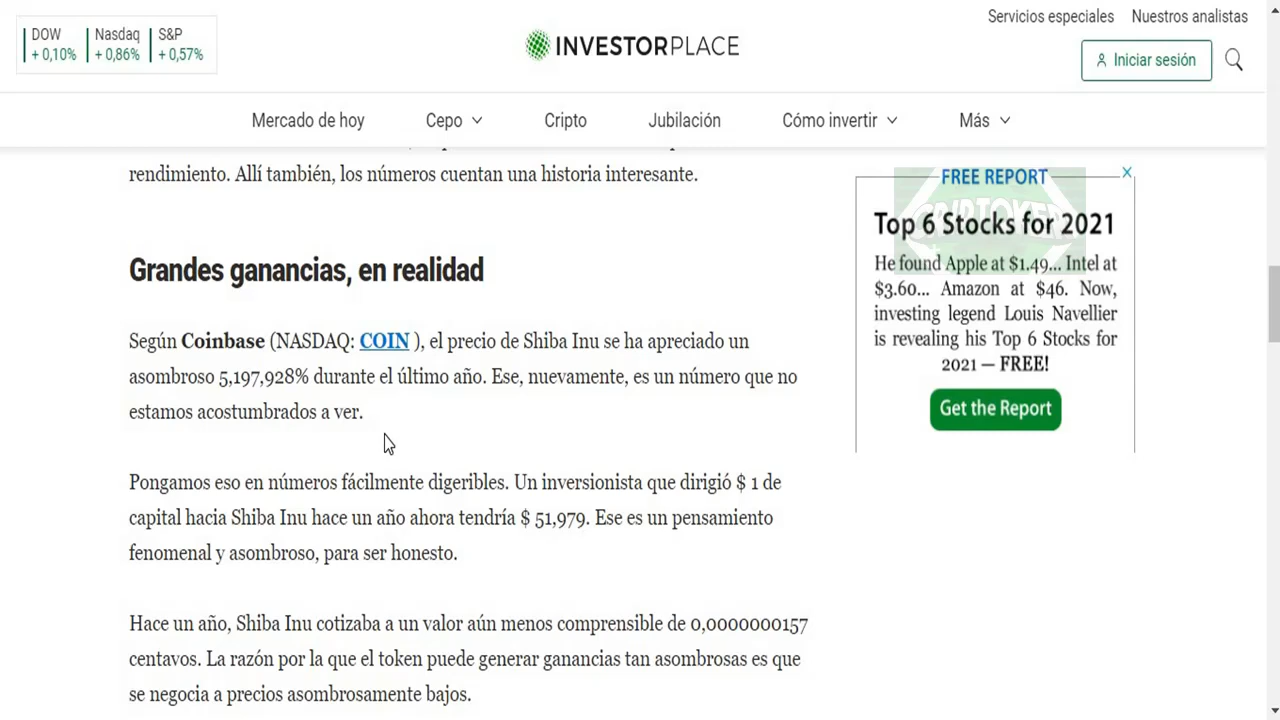 DOW
+ 0,10%
Nasdaq
+ 0,86%
S&P
+ 0,57%
INVESTORPLACE
Servicios especiales
Nuestros analistas
Iniciar sesión
Mercado de hoy
Cepo
Cripto
Jubilación
Cómo invertir
Más
rendimiento. Allí también, los números cuentan una historia interesante.
Grandes ganancias, en realidad
Según Coinbase (NASDAQ: COIN ), el precio de Shiba Inu se ha apreciado un
asombroso 5,197,928% durante el último año. Ese, nuevamente, es un número que no
estamos acostumbrados a ver.
Pongamos eso en números fácilmente digeribles. Un inversionista que dirigió $ 1 de
capital hacia Shiba Inu hace un año ahora tendría $ 51,979. Ese es un pensamiento
fenomenal y asombroso, para ser honesto.
Hace un año, Shiba Inu cotizaba a un valor aún menos comprensible de 0,0000000157
centavos. La razón por la que el token puede generar ganancias tan asombrosas es que
se negocia a precios asombrosamente bajos.
FREE REPORT
Top 6 Stocks for 2021
He found Apple at $1.49... Intel at
$3.60... Amazon at $46. Now,
investing legend Louis Navellier
is revealing his Top 6 Stocks for
2021 — FREE!
Get the Report